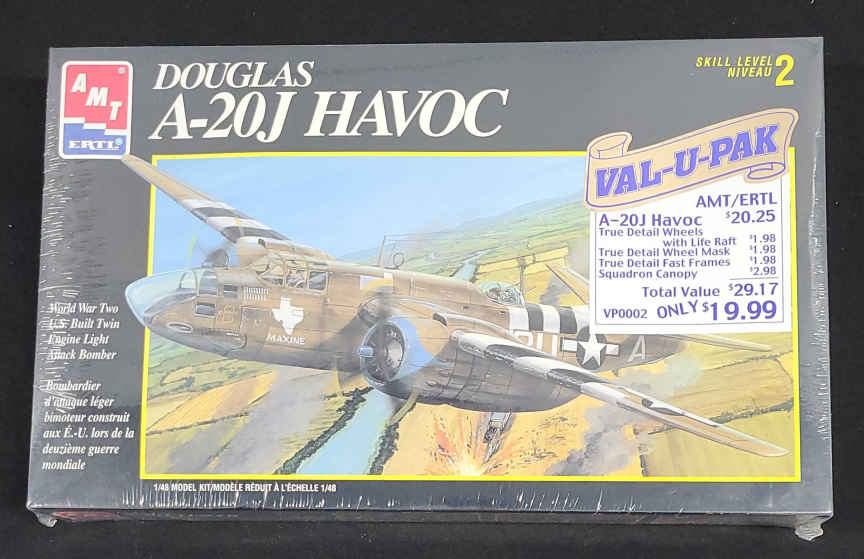 AMT
ERTL®
DOUGLAS
A-20J HAVOC
SKILL LEVEL
NIVEAU 2
VAL-U-PAK
AMT/ERTL
A-20J Havoc $20.25
True Detail Wheels
with Life Raft $1.98
True Detail Wheel Mask $1.98
True Detail Fast Frames $1.98
Squadron Canopy $2.98
Total Value $29.17
VP0002 ONLY $19.99
World War Two
U.S. Built Twin
Engine Light
Attack Bomber
Bombardier
d'attaque léger
bimoteur construit
aux É.-U. lors de la
deuxième guerre
mondiale
MAXINE
A
1/48 MODEL KIT/MODÈLE RÉDUIT À L'ÉCHELLE 1/48